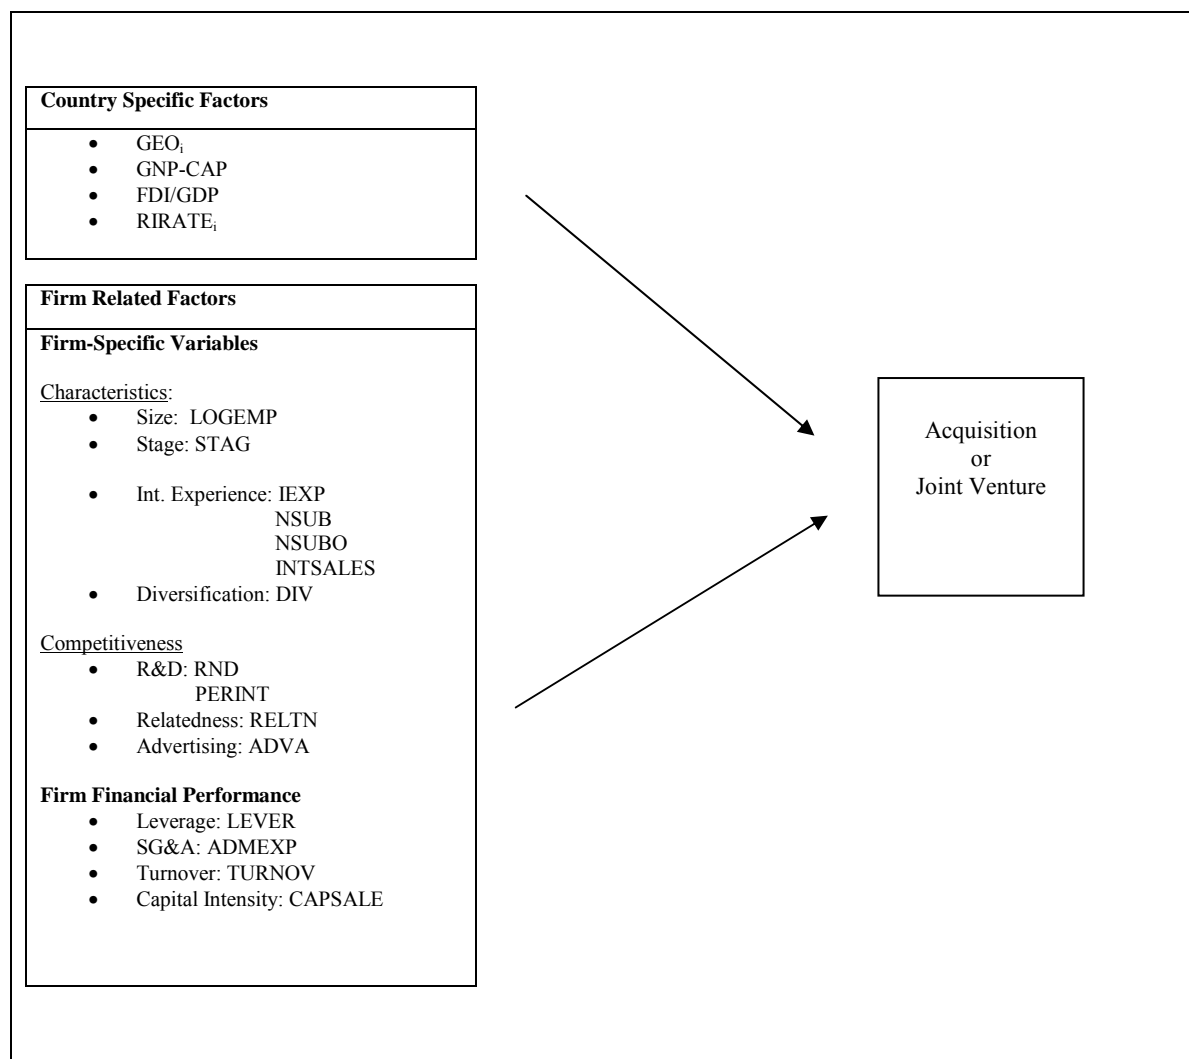 Country Specific Factors
• GEOᵢ
• GNP-CAP
• FDI/GDP
• RIRATEᵢ
Firm Related Factors
Firm-Specific Variables
Characteristics:
• Size: LOGEMP
• Stage: STAG
• Int. Experience: IEXP
NSUB
NSUBO
INTSALES
• Diversification: DIV
Competitiveness
• R&D: RND
PERINT
• Relatedness: RELTN
• Advertising: ADVA
Firm Financial Performance
• Leverage: LEVER
• SG&A: ADMEXP
• Turnover: TURNOV
• Capital Intensity: CAPSALE
Acquisition
or
Joint Venture